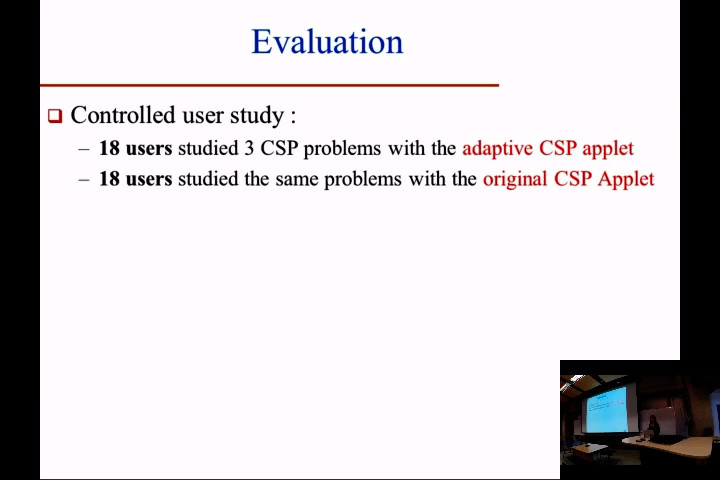 Evaluation
Controlled user study :
– 18 users studied 3 CSP problems with the adaptive CSP applet
– 18 users studied the same problems with the original CSP Applet